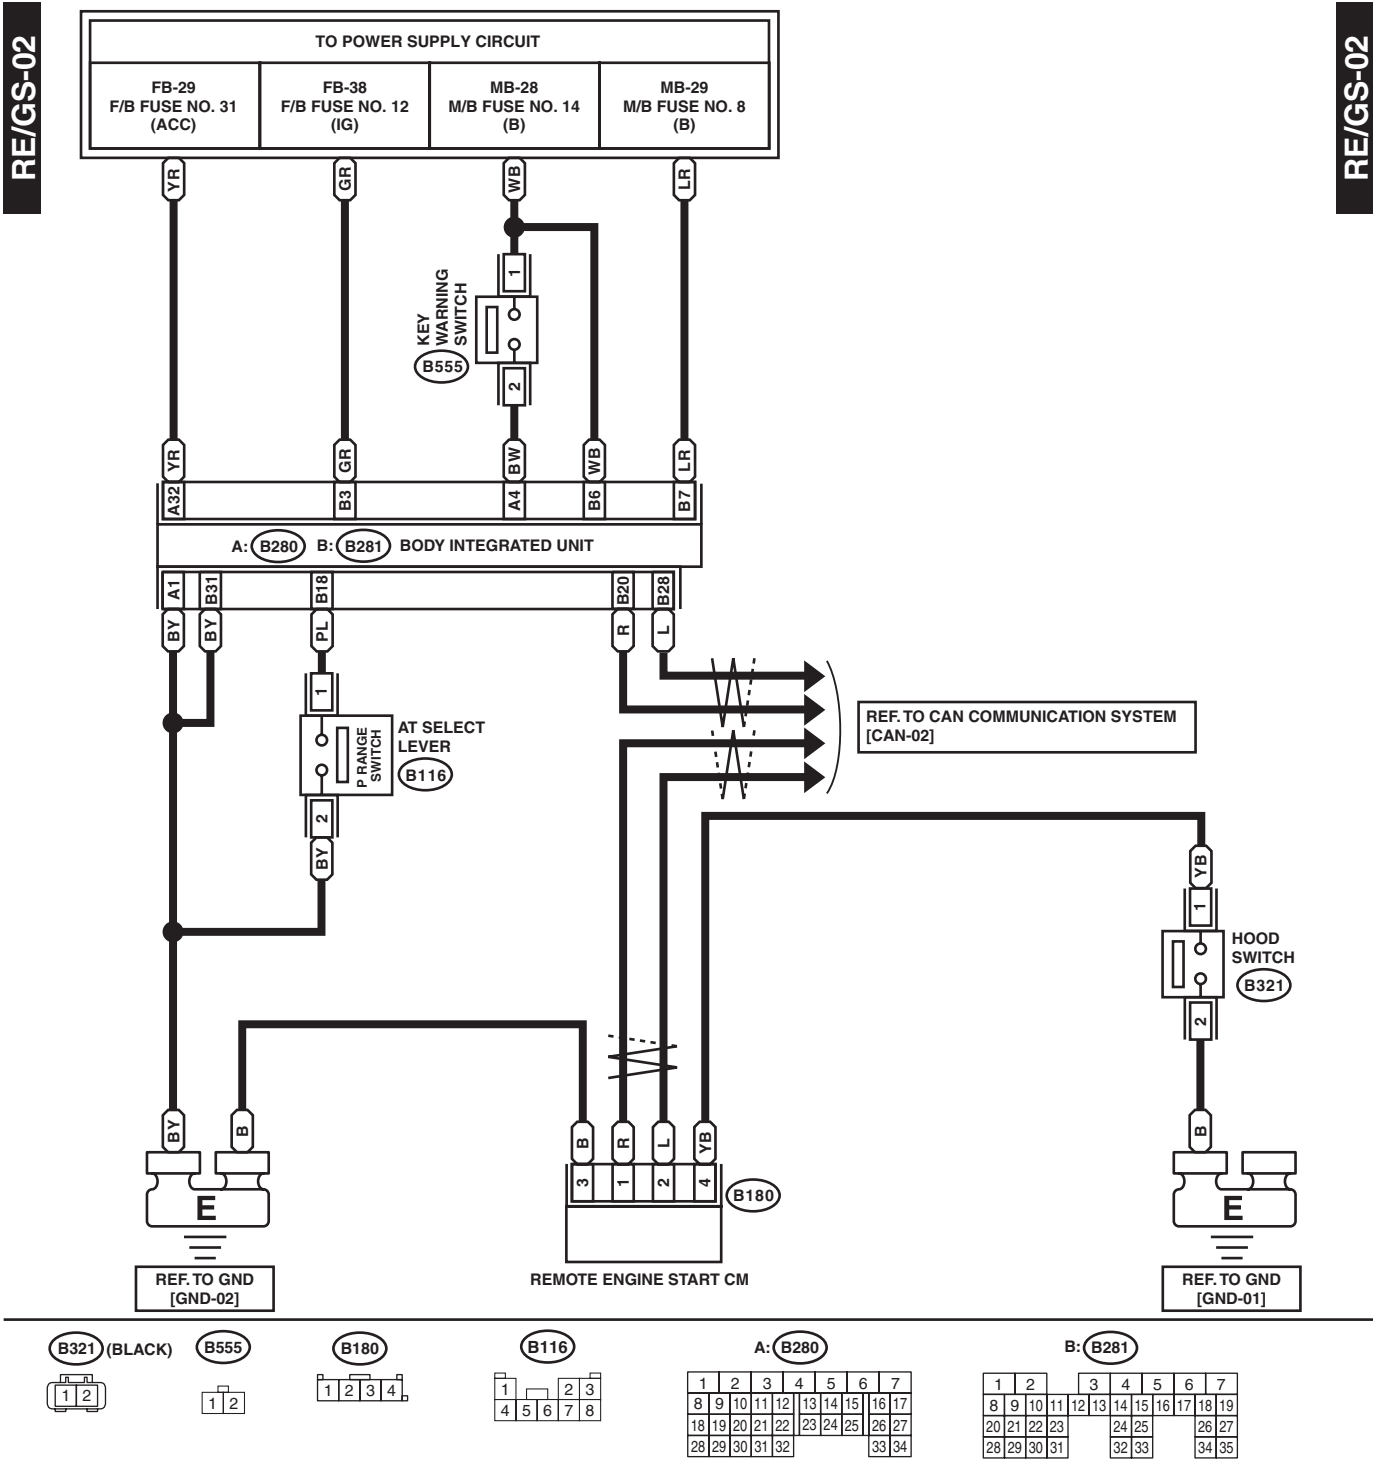 RE/GS-02
RE/GS-02
TO POWER SUPPLY CIRCUIT
FB-29
F/B FUSE NO. 31
(ACC)
FB-38
F/B FUSE NO. 12
(IG)
MB-28
M/B FUSE NO. 14
(B)
MB-29
M/B FUSE NO. 8
(B)
YR
GR
WB
LR
1
KEY
WARNING
SWITCH
B555
2
YR
GR
BW
WB
LR
A32
B3
A4
B6
B7
A: B280 B: B281 BODY INTEGRATED UNIT
A1
B31
B18
B20
B28
BY
BY
PL
R
L
1
P RANGE
SWITCH
AT SELECT
LEVER
B116
2
BY
REF. TO CAN COMMUNICATION SYSTEM
[CAN-02]
YB
1
HOOD
SWITCH
B321
2
BY
B
B
R
L
YB
B
3
1
2
4
B180
E
E
REF. TO GND
[GND-02]
REMOTE ENGINE START CM
REF. TO GND
[GND-01]
B321 (BLACK)
1 2
B555
1 2
B180
1 2 3 4
B116
1 2 3
4 5 6 7 8
A: B280
1 2 3 4 5 6 7
8 9 10 11 12 13 14 15 16 17
18 19 20 21 22 23 24 25 26 27
28 29 30 31 32 33 34
B: B281
1 2 3 4 5 6 7
8 9 10 11 12 13 14 15 16 17 18 19
20 21 22 23 24 25 26 27
28 29 30 31 32 33 34 35